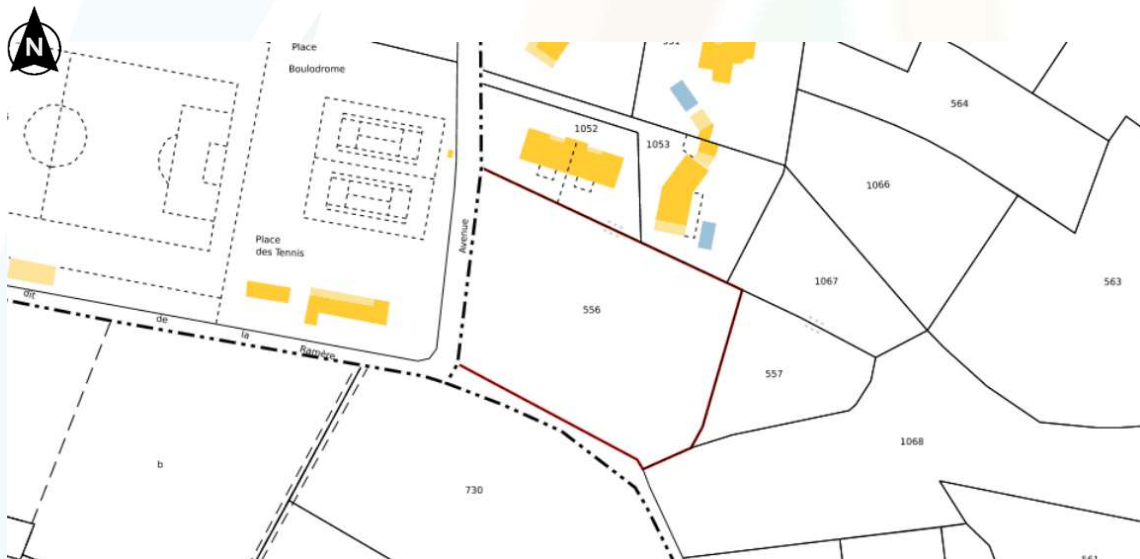 N
Place
Boulodrome
564
1052
1053
1066
Avenue
Place
des Tennis
1067
563
556
dit
de
la
Ramère
557
1068
b
730